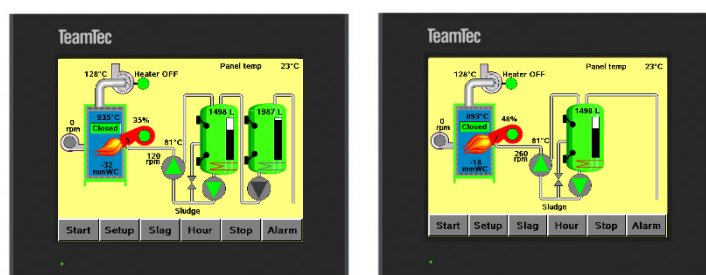 TeamTec
Panel temp 23°C
128°C Heater OFF
935°C
Closed
35%
1498 L
1987 L
0
rpm
81°C
120
rpm
-32
mmWC
Sludge
Start Setup Slag Hour Stop Alarm
TeamTec
Panel temp 23°C
128°C Heater OFF
893°C
Closed
48%
1498 L
0
rpm
81°C
260
rpm
-18
mmWC
Sludge
Start Setup Slag Hour Stop Alarm